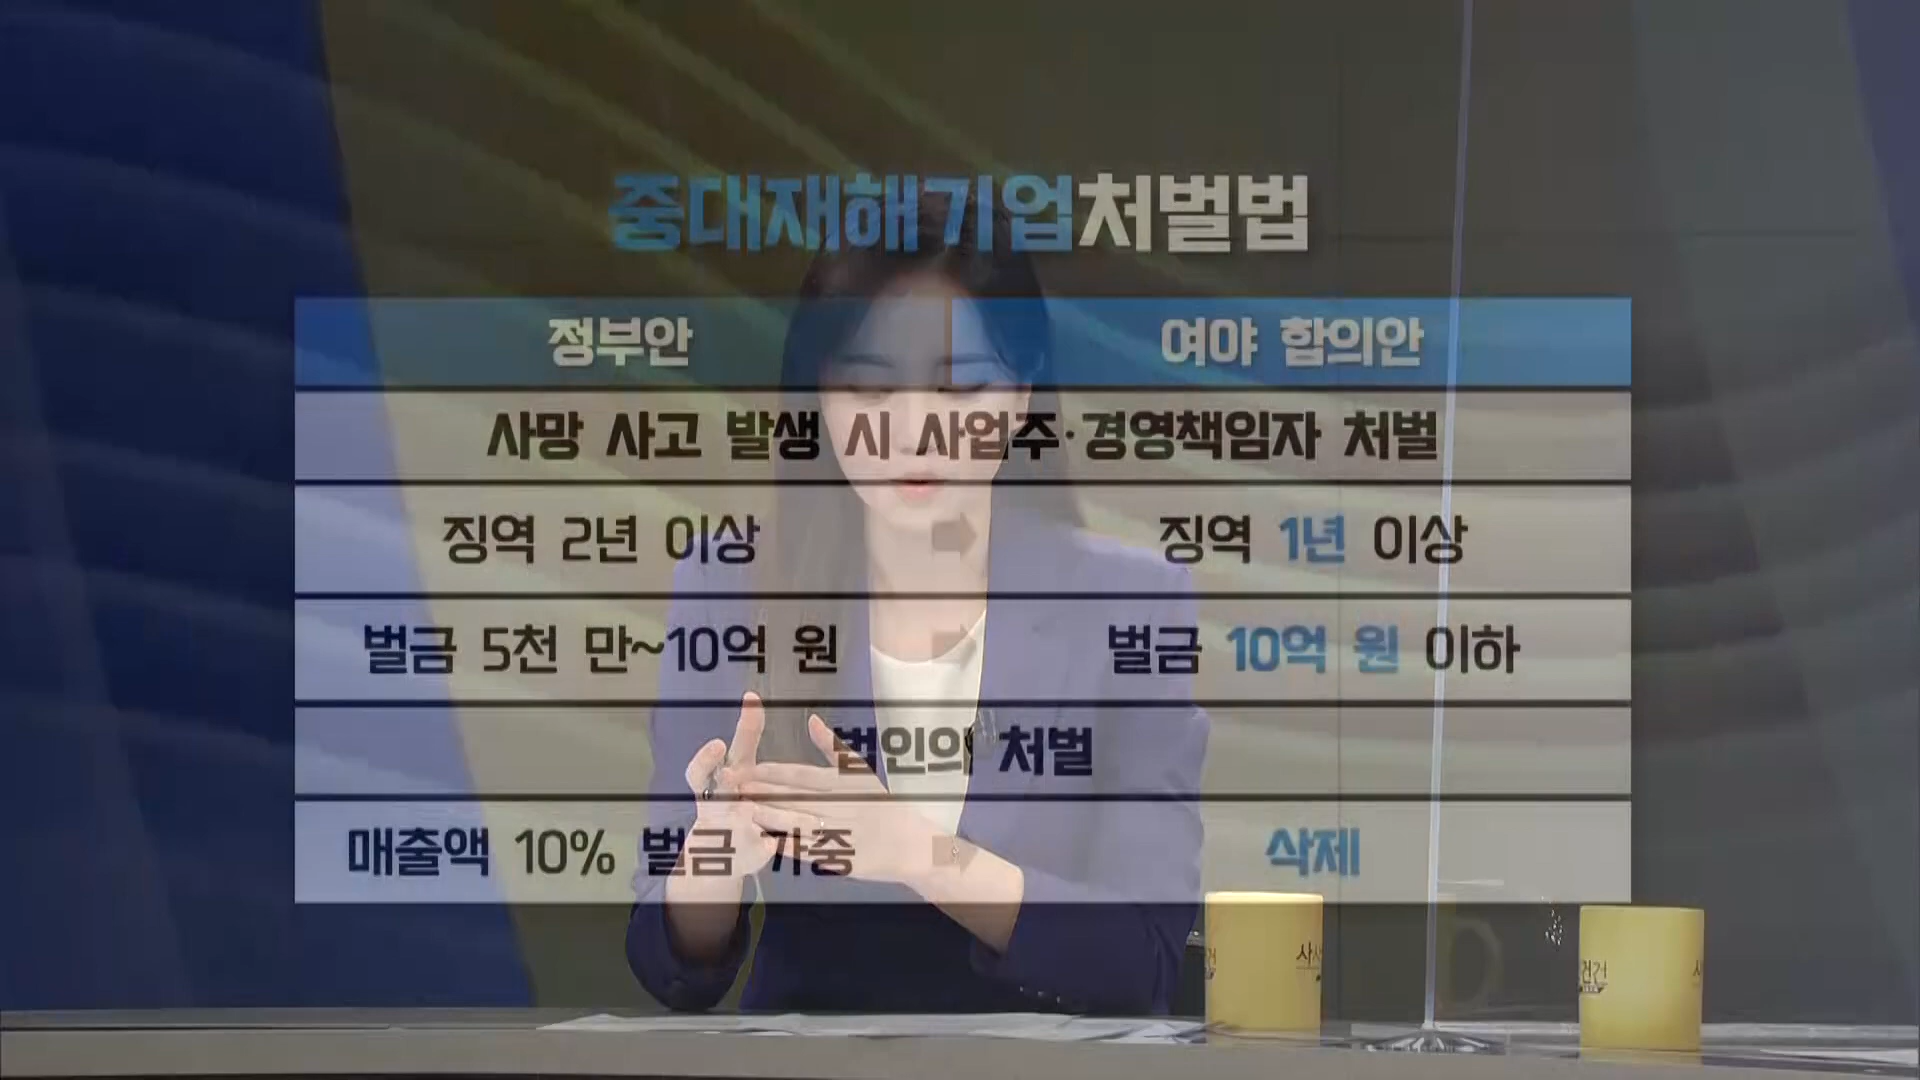 중대재해기업처벌법
정부안 여야 합의안
사망 사고 발생 시 사업주·경영책임자 처벌
징역 2년 이상 징역 1년 이상
벌금 5천 만~10억 원 벌금 10억 원 이하
법인의 처벌
매출액 10% 벌금 가중 삭제